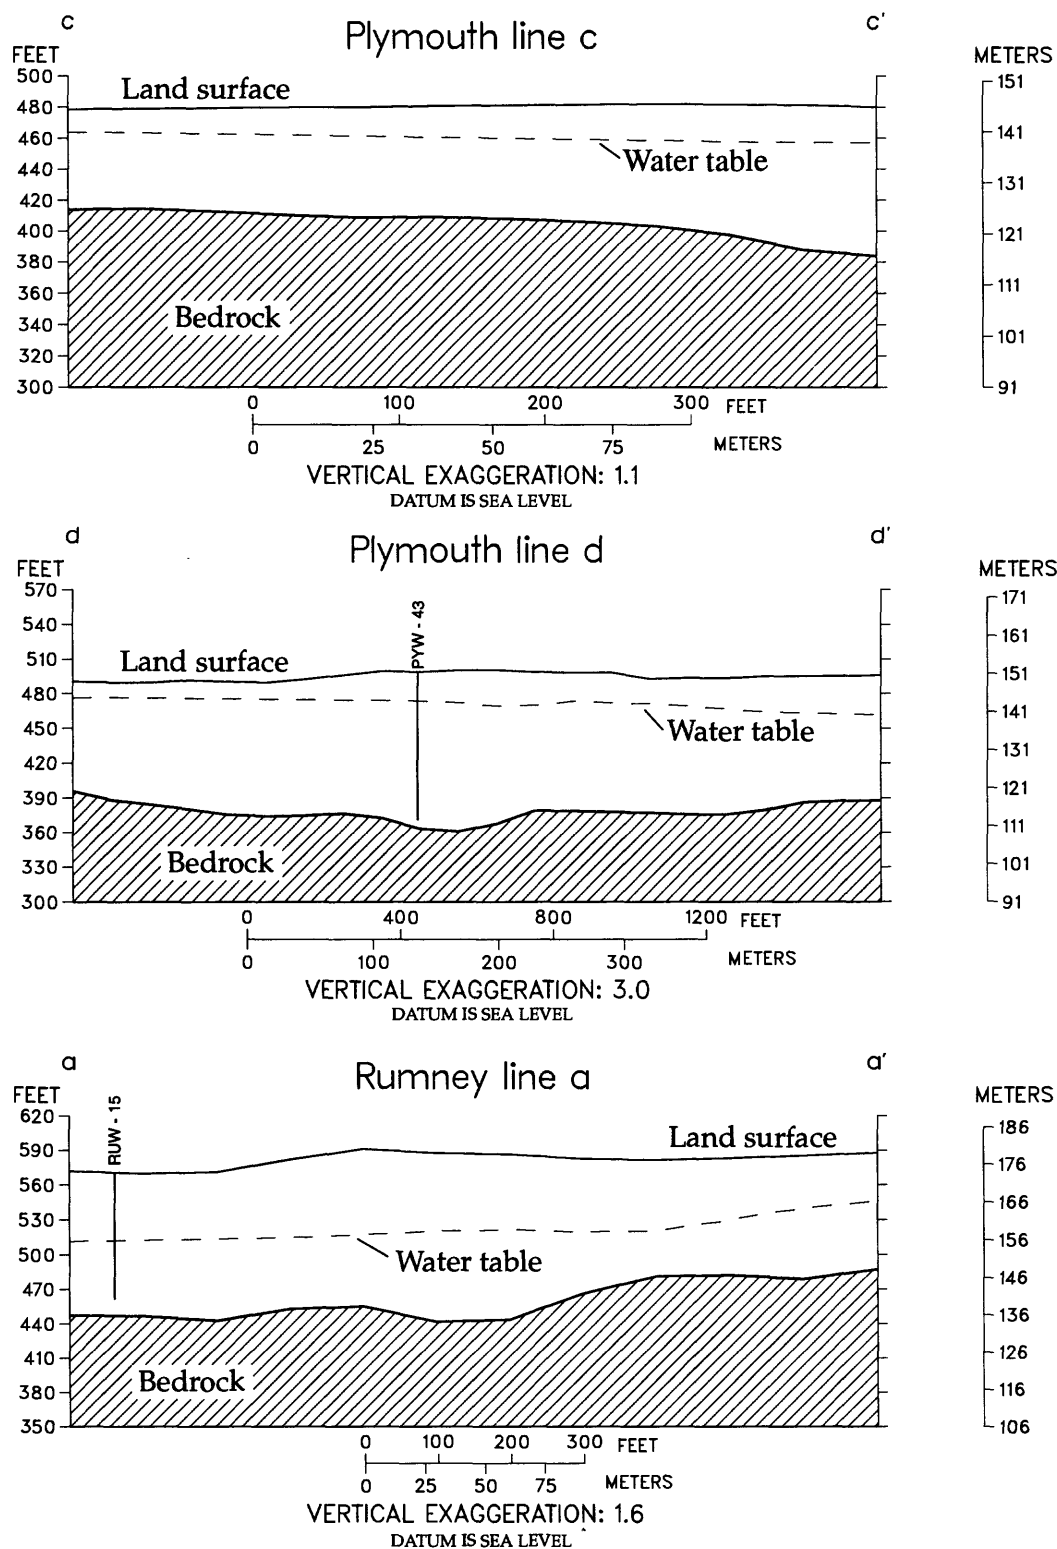 c Plymouth line c c'
FEET METERS
500
480
460
440
420
400
380
360
340
320
300
Land surface
Water table
Bedrock
151
141
131
121
111
101
91
0 100 200 300 FEET
0 25 50 75 METERS
VERTICAL EXAGGERATION: 1.1
DATUM IS SEA LEVEL
d Plymouth line d d'
FEET METERS
570
540
510
480
450
420
390
360
330
300
PYW - 43
Land surface
Water table
Bedrock
171
161
151
141
131
121
111
101
91
0 400 800 1200 FEET
0 100 200 300 METERS
VERTICAL EXAGGERATION: 3.0
DATUM IS SEA LEVEL
a Rumney line a a'
FEET METERS
620
590
560
530
500
470
440
410
380
350
RUW - 15
Land surface
Water table
Bedrock
186
176
166
156
146
136
126
116
106
0 100 200 300 FEET
0 25 50 75 METERS
VERTICAL EXAGGERATION: 1.6
DATUM IS SEA LEVEL